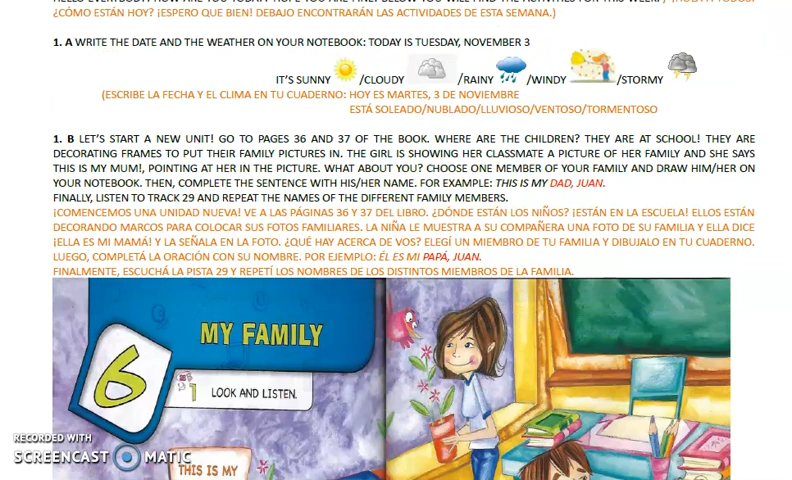 ¿CÓMO ESTÁN HOY? ¡ESPERO QUE BIEN! DEBAJO ENCONTRARÁN LAS ACTIVIDADES DE ESTA SEMANA.)
1. A WRITE THE DATE AND THE WEATHER ON YOUR NOTEBOOK: TODAY IS TUESDAY, NOVEMBER 3
IT'S SUNNY /CLOUDY /RAINY /WINDY /STORMY
(ESCRIBE LA FECHA Y EL CLIMA EN TU CUADERNO: HOY ES MARTES, 3 DE NOVIEMBRE
ESTÁ SOLEADO/NUBLADO/LLUVIOSO/VENTOSO/TORMENTOSO
1. B LET'S START A NEW UNIT! GO TO PAGES 36 AND 37 OF THE BOOK. WHERE ARE THE CHILDREN? THEY ARE AT SCHOOL! THEY ARE
DECORATING FRAMES TO PUT THEIR FAMILY PICTURES IN. THE GIRL IS SHOWING HER CLASSMATE A PICTURE OF HER FAMILY AND SHE SAYS
THIS IS MY MUM!, POINTING AT HER IN THE PICTURE. WHAT ABOUT YOU? CHOOSE ONE MEMBER OF YOUR FAMILY AND DRAW HIM/HER ON
YOUR NOTEBOOK. THEN, COMPLETE THE SENTENCE WITH HIS/HER NAME. FOR EXAMPLE: THIS IS MY DAD, JUAN.
FINALLY, LISTEN TO TRACK 29 AND REPEAT THE NAMES OF THE DIFFERENT FAMILY MEMBERS.
¡COMENCEMOS UNA UNIDAD NUEVA! VE A LAS PÁGINAS 36 Y 37 DEL LIBRO. ¿DÓNDE ESTÁN LOS NIÑOS? ¡ESTÁN EN LA ESCUELA! ELLOS ESTÁN
DECORANDO MARCOS PARA COLOCAR SUS FOTOS FAMILIARES. LA NIÑA LE MUESTRA A SU COMPAÑERA UNA FOTO DE SU FAMILIA Y ELLA DICE
¡ELLA ES MI MAMÁ! Y LA SEÑALA EN LA FOTO. ¿QUÉ HAY ACERCA DE VOS? ELEGÍ UN MIEMBRO DE TU FAMILIA Y DIBUJALO EN TU CUADERNO.
LUEGO, COMPLETÁ LA ORACIÓN CON SU NOMBRE. POR EJEMPLO: ÉL ES MI PAPÁ, JUAN.
FINALMENTE, ESCUCHÁ LA PISTA 29 Y REPETÍ LOS NOMBRES DE LOS DISTINTOS MIEMBROS DE LA FAMILIA.
MY FAMILY
6
1 LOOK AND LISTEN.
THIS IS MY
RECORDED WITH
SCREENCAST MATIC